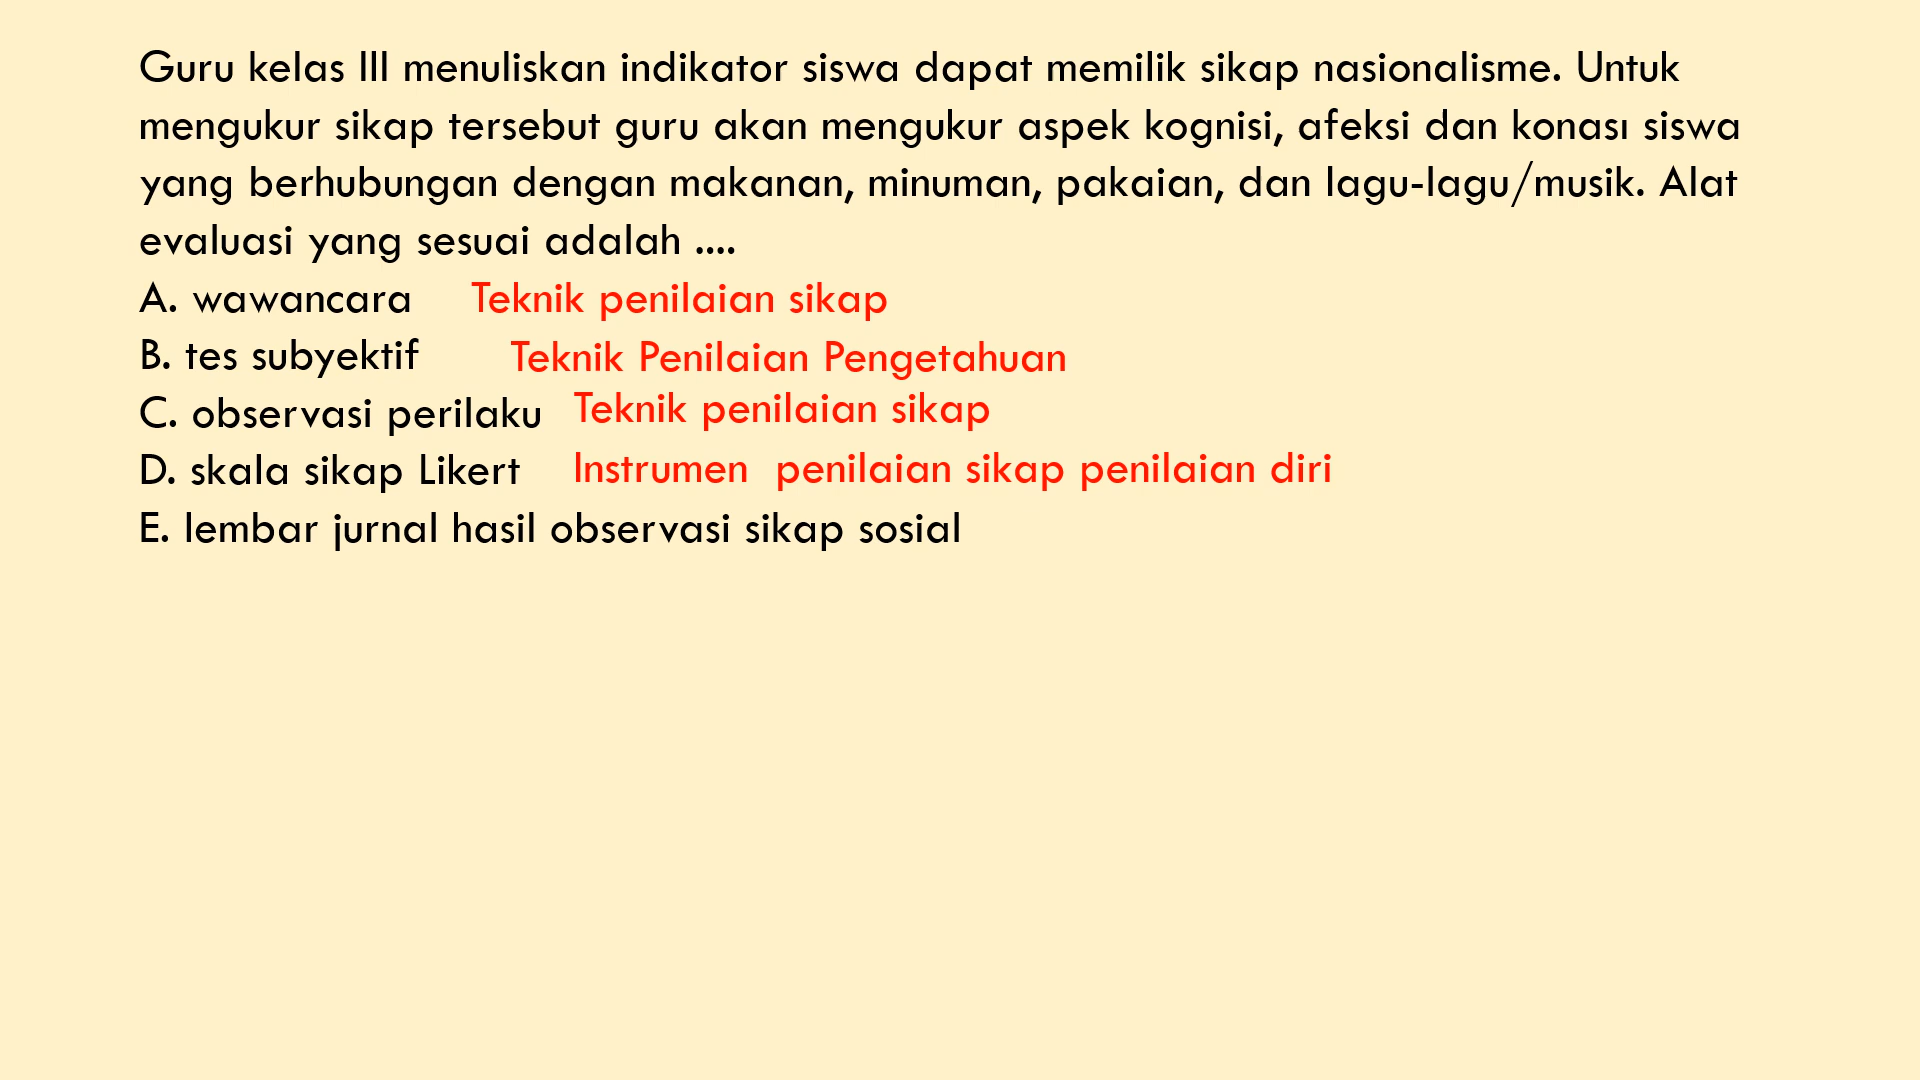 Guru kelas III menuliskan indikator siswa dapat memilik sikap nasionalisme. Untuk
mengukur sikap tersebut guru akan mengukur aspek kognisi, afeksi dan konası siswa
yang berhubungan dengan makanan, minuman, pakaian, dan lagu-lagu/musik. Alat
evaluasi yang sesuai adalah ....
A. wawancara Teknik penilaian sikap
B. tes subyektif Teknik Penilaian Pengetahuan
C. observasi perilaku Teknik penilaian sikap
D. skala sikap Likert Instrumen penilaian sikap penilaian diri
E. lembar jurnal hasil observasi sikap sosial